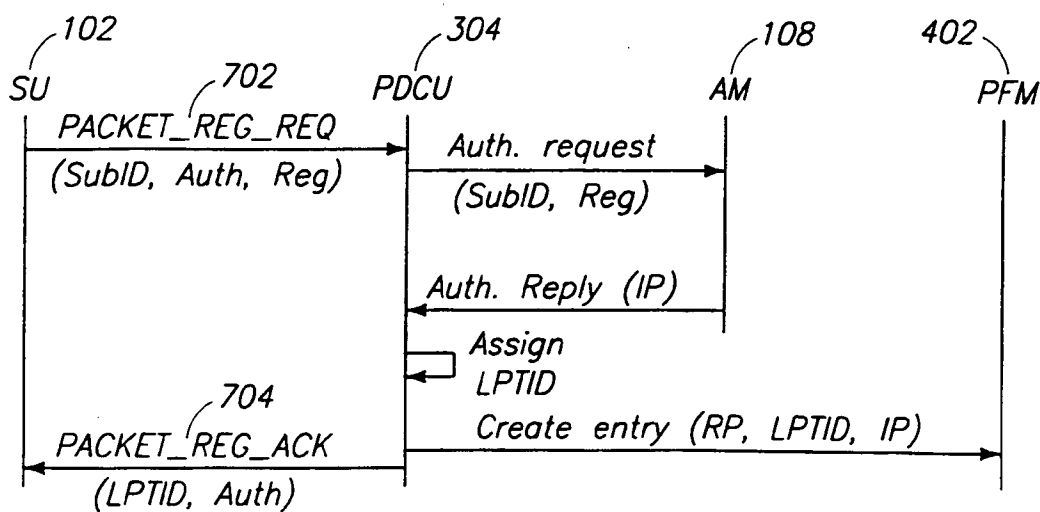 102
304
108
402
SU
PDCU
AM
PFM
702
PACKET_REG_REQ
(SubID, Auth, Reg)
Auth. request
(SubID, Reg)
Auth. Reply (IP)
Assign
LPTID
704
PACKET_REG_ACK
(LPTID, Auth)
Create entry (RP, LPTID, IP)